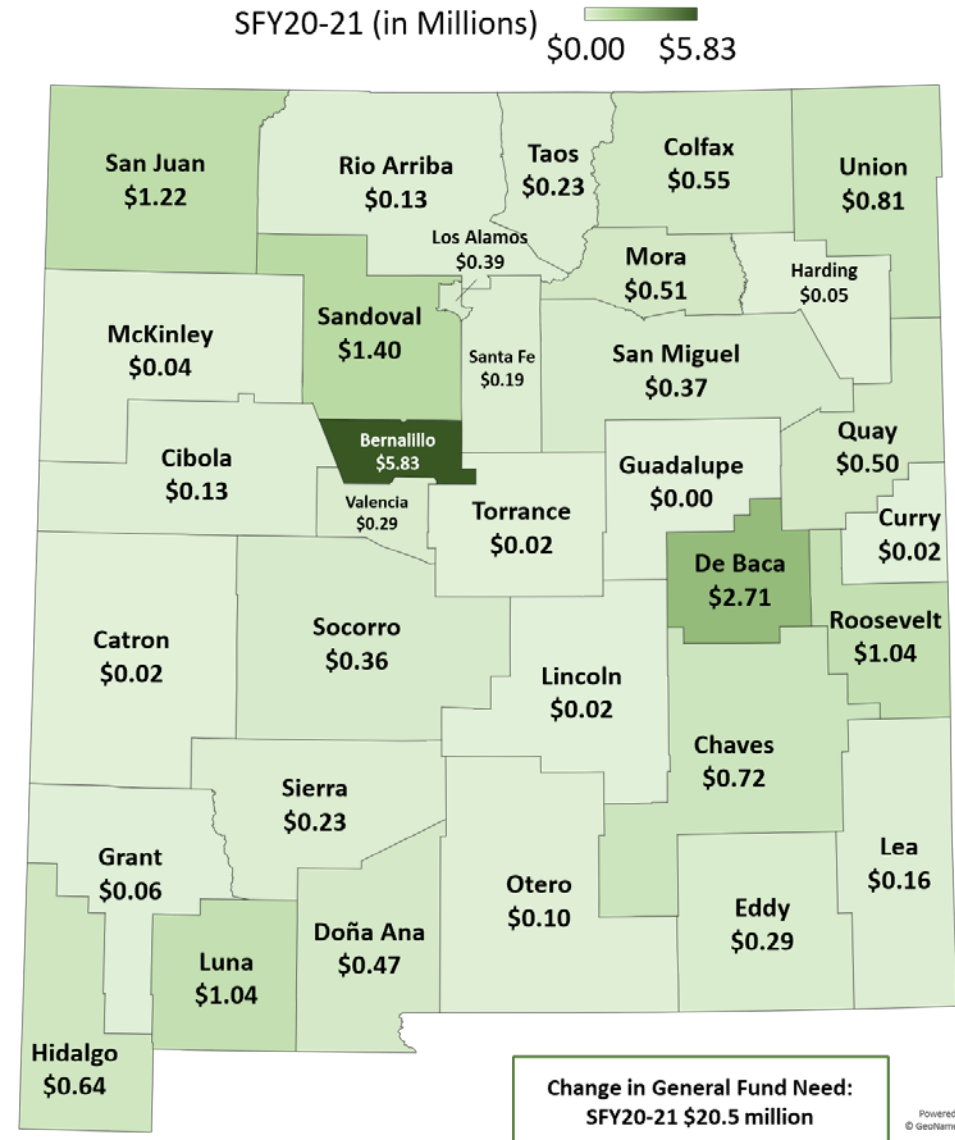 SFY20-21 (in Millions)
$0.00 $5.83
San Juan
$1.22
Rio Arriba
$0.13
Taos
$0.23
Colfax
$0.55
Union
$0.81
Los Alamos
$0.39
Mora
$0.51
Harding
$0.05
McKinley
$0.04
Sandoval
$1.40
Santa Fe
$0.19
San Miguel
$0.37
Quay
$0.50
Bernalillo
$5.83
Cibola
$0.13
Valencia
$0.29
Torrance
$0.02
Guadalupe
$0.00
Curry
$0.02
De Baca
$2.71
Roosevelt
$1.04
Catron
$0.02
Socorro
$0.36
Lincoln
$0.02
Chaves
$0.72
Sierra
$0.23
Grant
$0.06
Otero
$0.10
Lea
$0.16
Eddy
$0.29
Doña Ana
$0.47
Luna
$1.04
Hidalgo
$0.64
Change in General Fund Need:
SFY20-21 $20.5 million
Powered
© GeoName